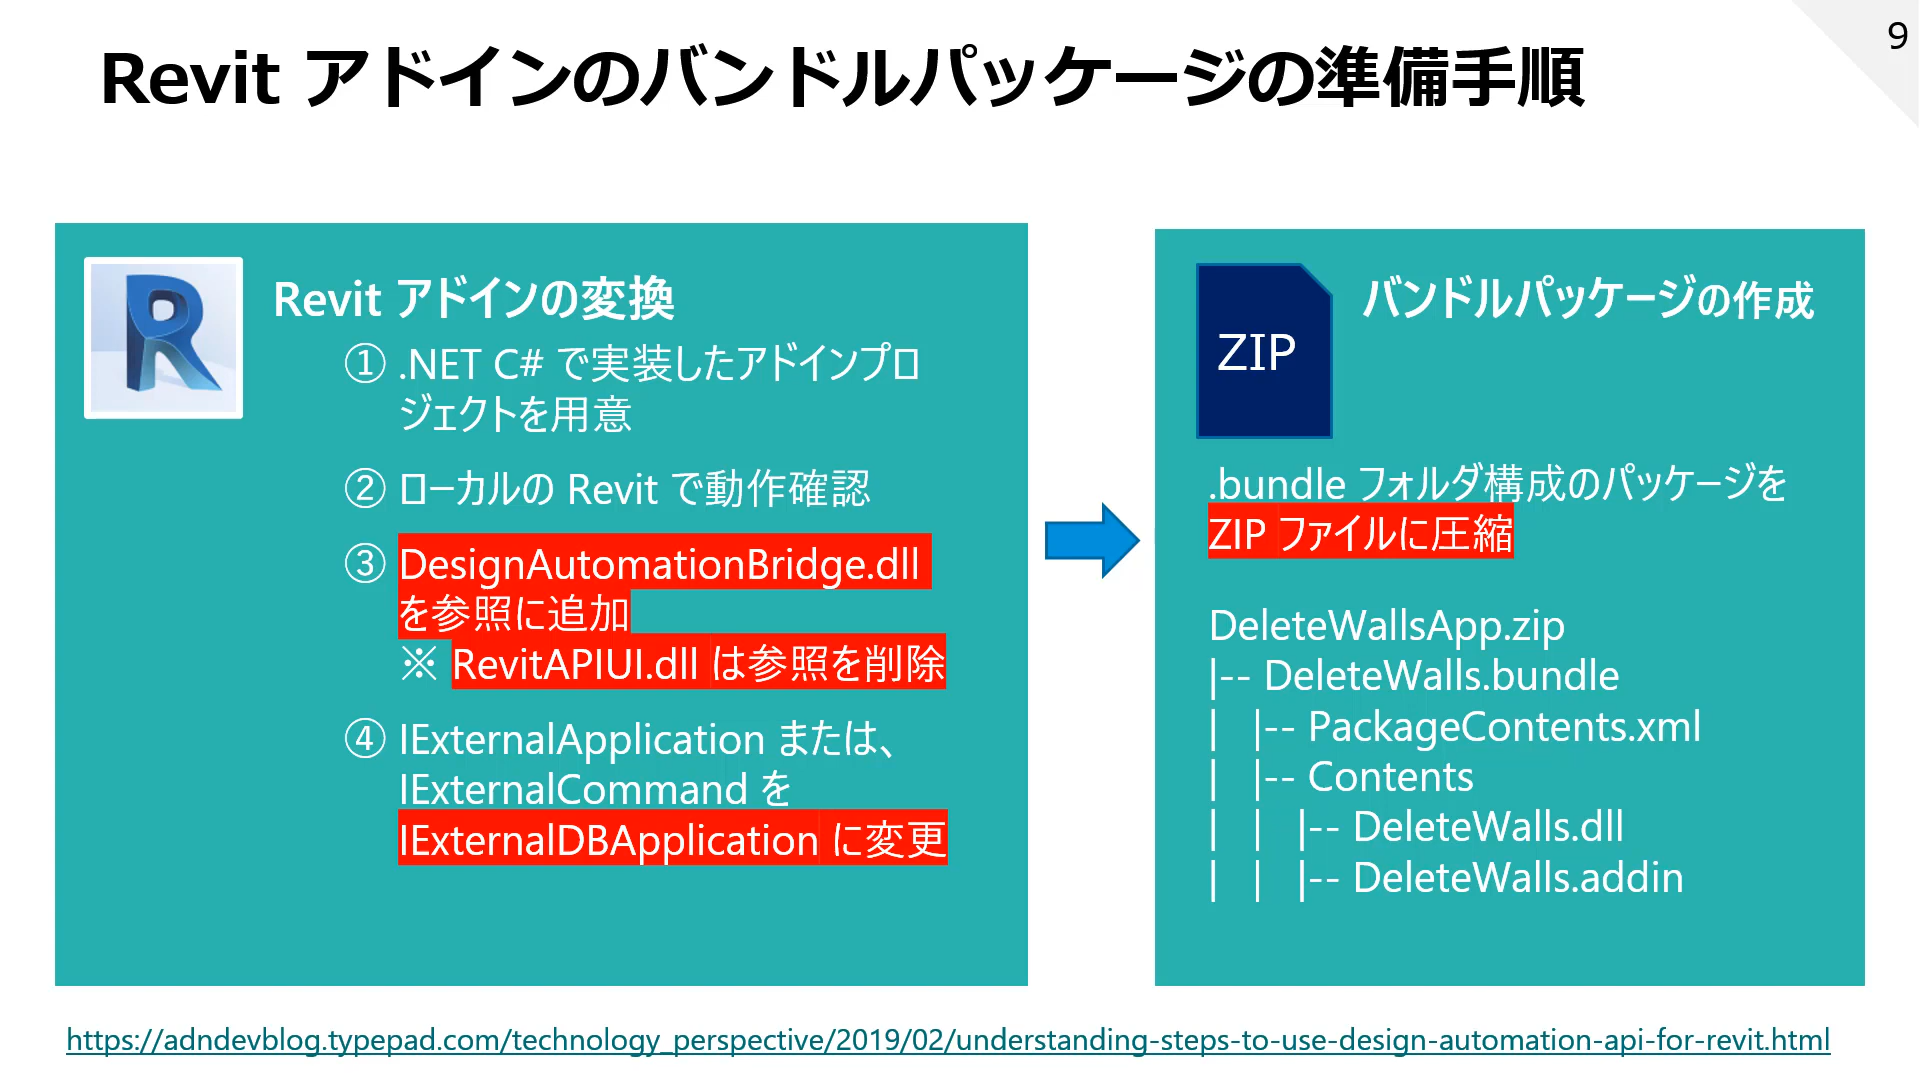 9
Revit アドインのバンドルパッケージの準備手順
Revit アドインの変換
① .NET C# で実装したアドインプロ
ジェクトを用意
② ローカルの Revit で動作確認
③ DesignAutomationBridge.dll
を参照に追加
※ RevitAPIUI.dll は参照を削除
④ IExternalApplication または、
IExternalCommand を
IExternalDBApplication に変更
ZIP
バンドルパッケージの作成
.bundle フォルダ構成のパッケージを
ZIP ファイルに圧縮
DeleteWallsApp.zip
|-- DeleteWalls.bundle
| |-- PackageContents.xml
| |-- Contents
| | |-- DeleteWalls.dll
| | |-- DeleteWalls.addin
https://adndevblog.typepad.com/technology_perspective/2019/02/understanding-steps-to-use-design-automation-api-for-revit.html